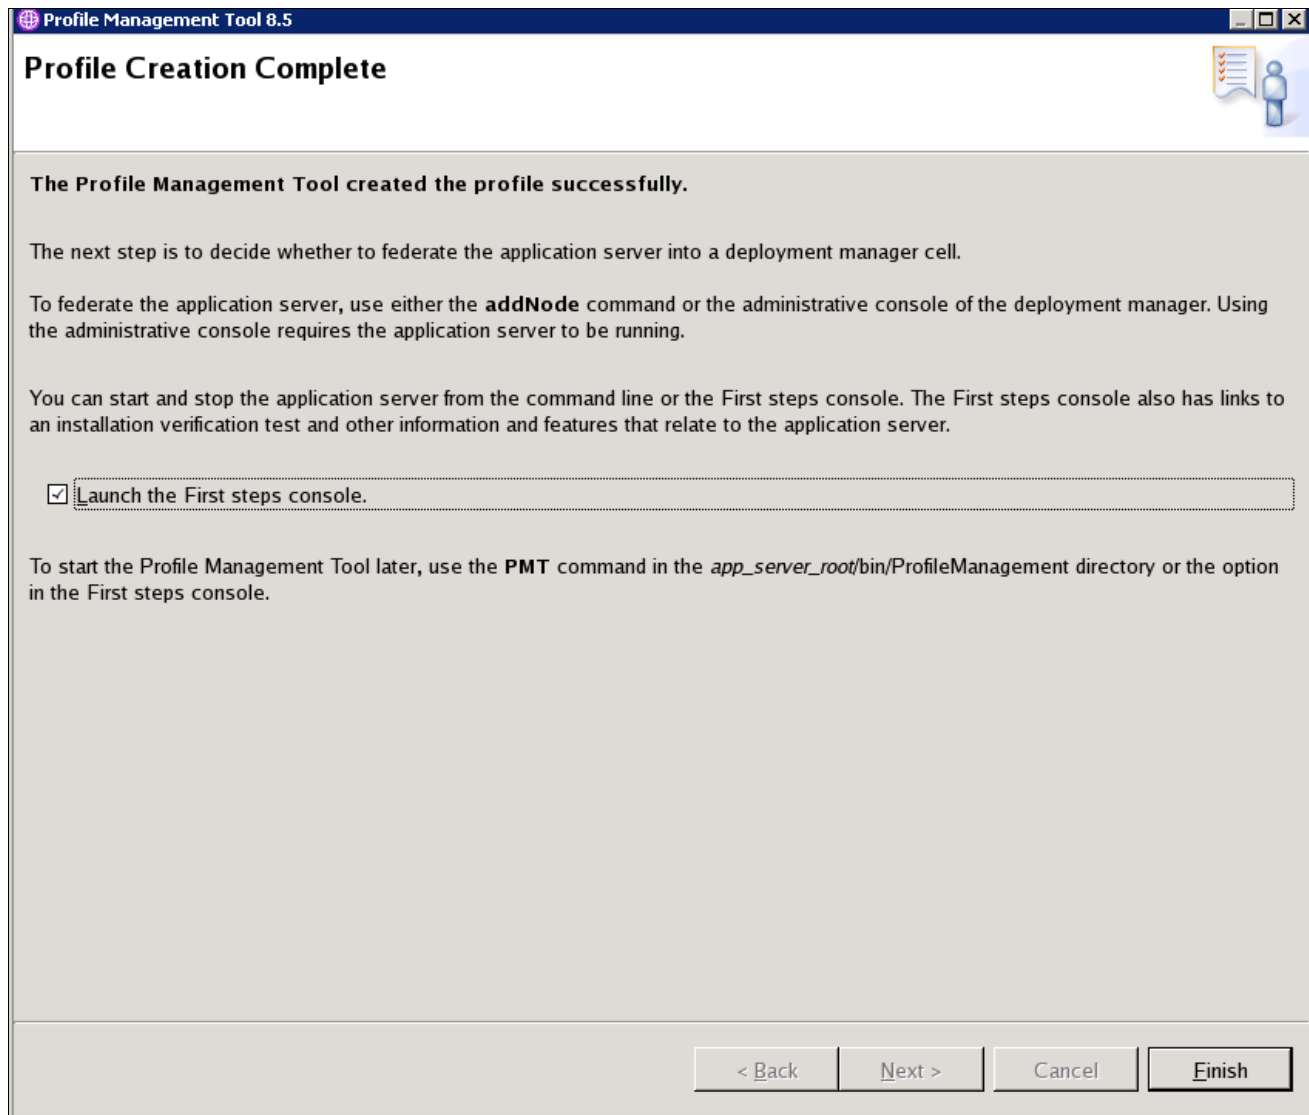 Profile Management Tool 8.5
Profile Creation Complete
The Profile Management Tool created the profile successfully.
The next step is to decide whether to federate the application server into a deployment manager cell.
To federate the application server, use either the addNode command or the administrative console of the deployment manager. Using
the administrative console requires the application server to be running.
You can start and stop the application server from the command line or the First steps console. The First steps console also has links to
an installation verification test and other information and features that relate to the application server.
Launch the First steps console.
To start the Profile Management Tool later, use the PMT command in the app_server_root/bin/ProfileManagement directory or the option
in the First steps console.
< Back Next > Cancel Finish